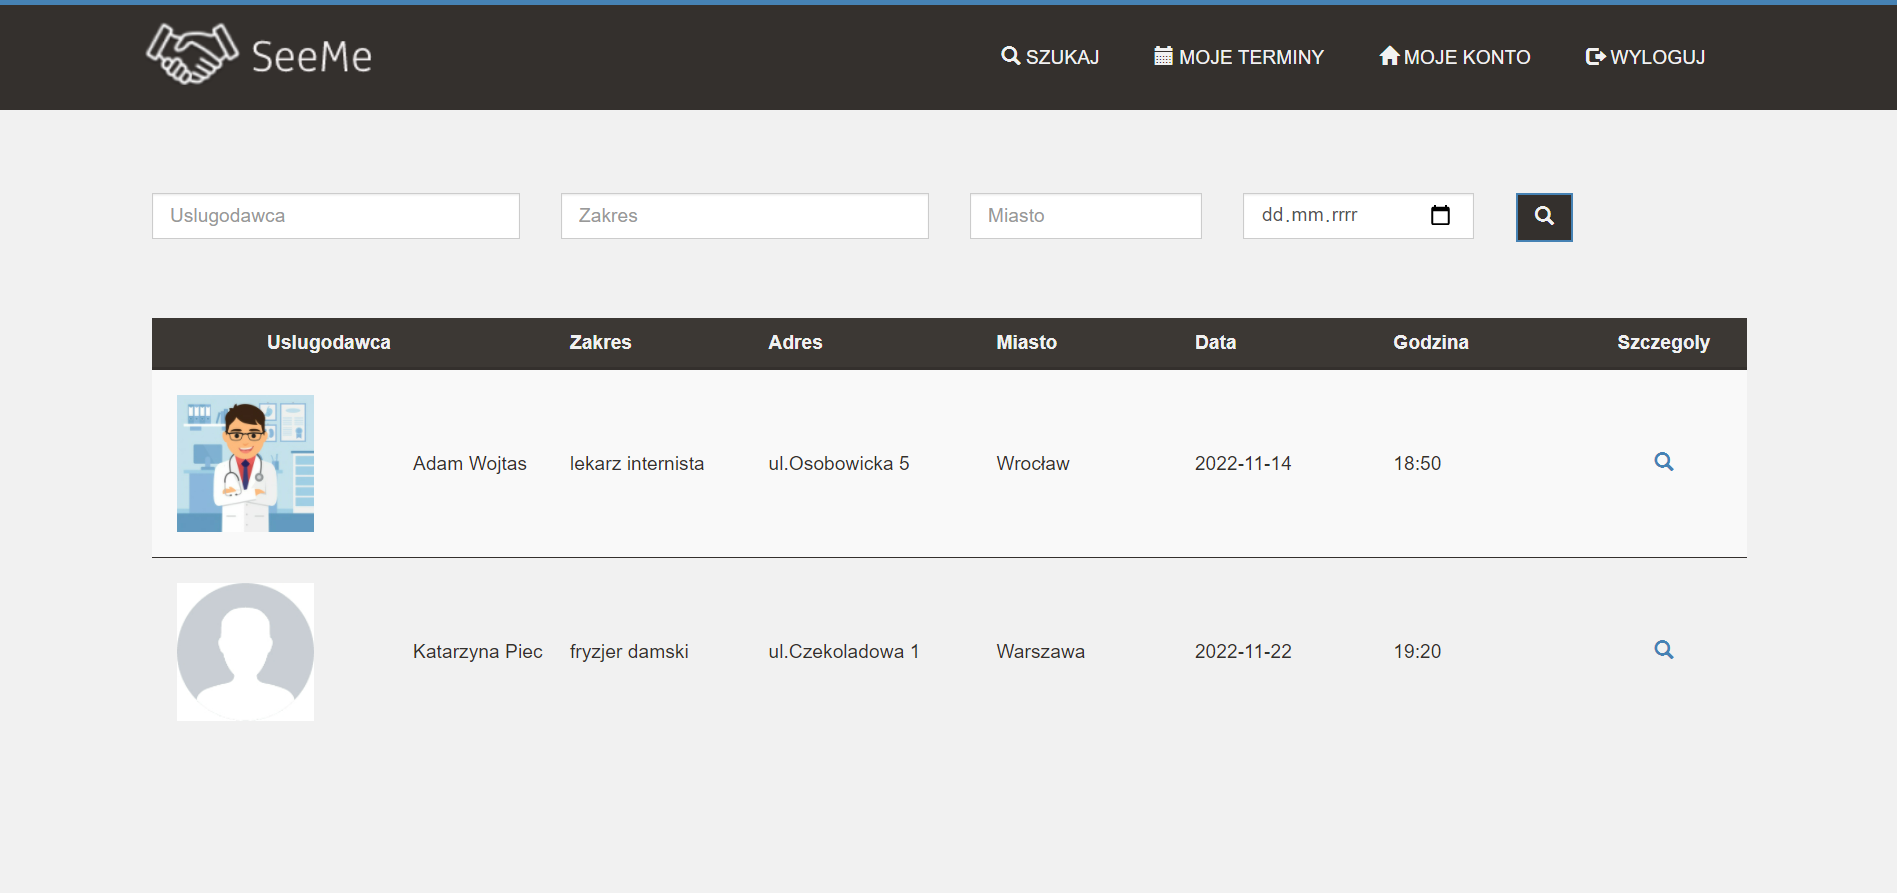 SeeMe
SZUKAJ MOJE TERMINY MOJE KONTO WYLOGUJ
Uslugodawca Zakres Miasto dd.mm.rrrr
Uslugodawca Zakres Adres Miasto Data Godzina Szczegoly
Adam Wojtas lekarz internista ul.Osobowicka 5 Wrocław 2022-11-14 18:50
Katarzyna Piec fryzjer damski ul.Czekoladowa 1 Warszawa 2022-11-22 19:20